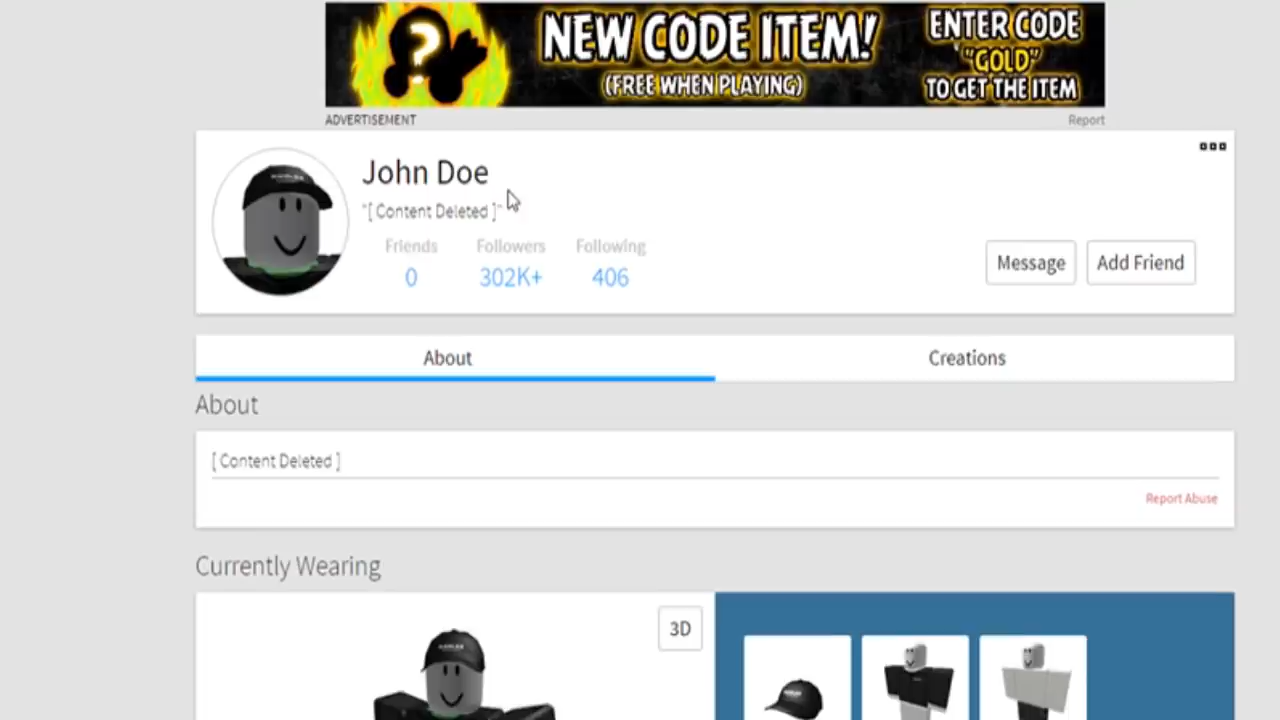 NEW CODE ITEM!
(FREE WHEN PLAYING)
ENTER CODE
"GOLD"
TO GET THE ITEM
ADVERTISEMENT
Report
John Doe
"[ Content Deleted ]"
Friends Followers Following
0 302K+ 406
Message Add Friend
About Creations
About
[ Content Deleted ]
Report Abuse
Currently Wearing
3D